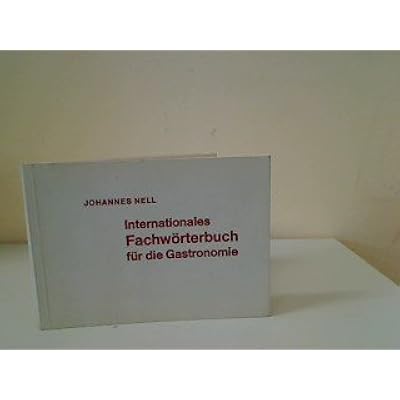 JOHANNES NELL
Internationales
Fachwörterbuch
für die Gastronomie